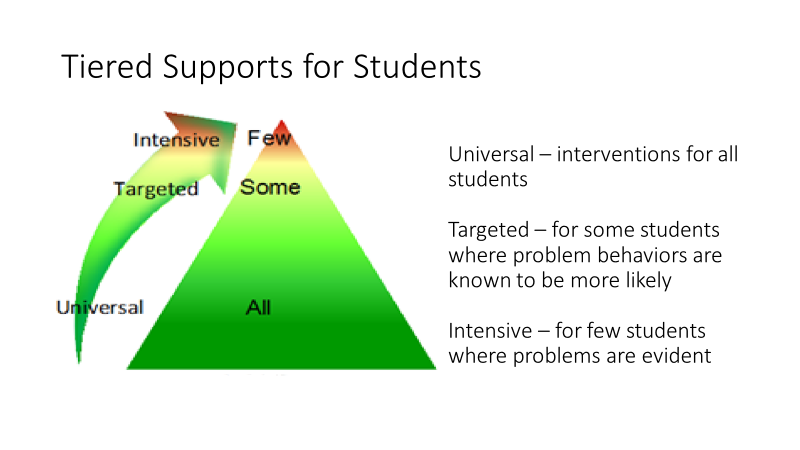 Tiered Supports for Students
Intensive
Few
Targeted
Some
Universal
All
Universal – interventions for all
students
Targeted – for some students
where problem behaviors are
known to be more likely
Intensive – for few students
where problems are evident